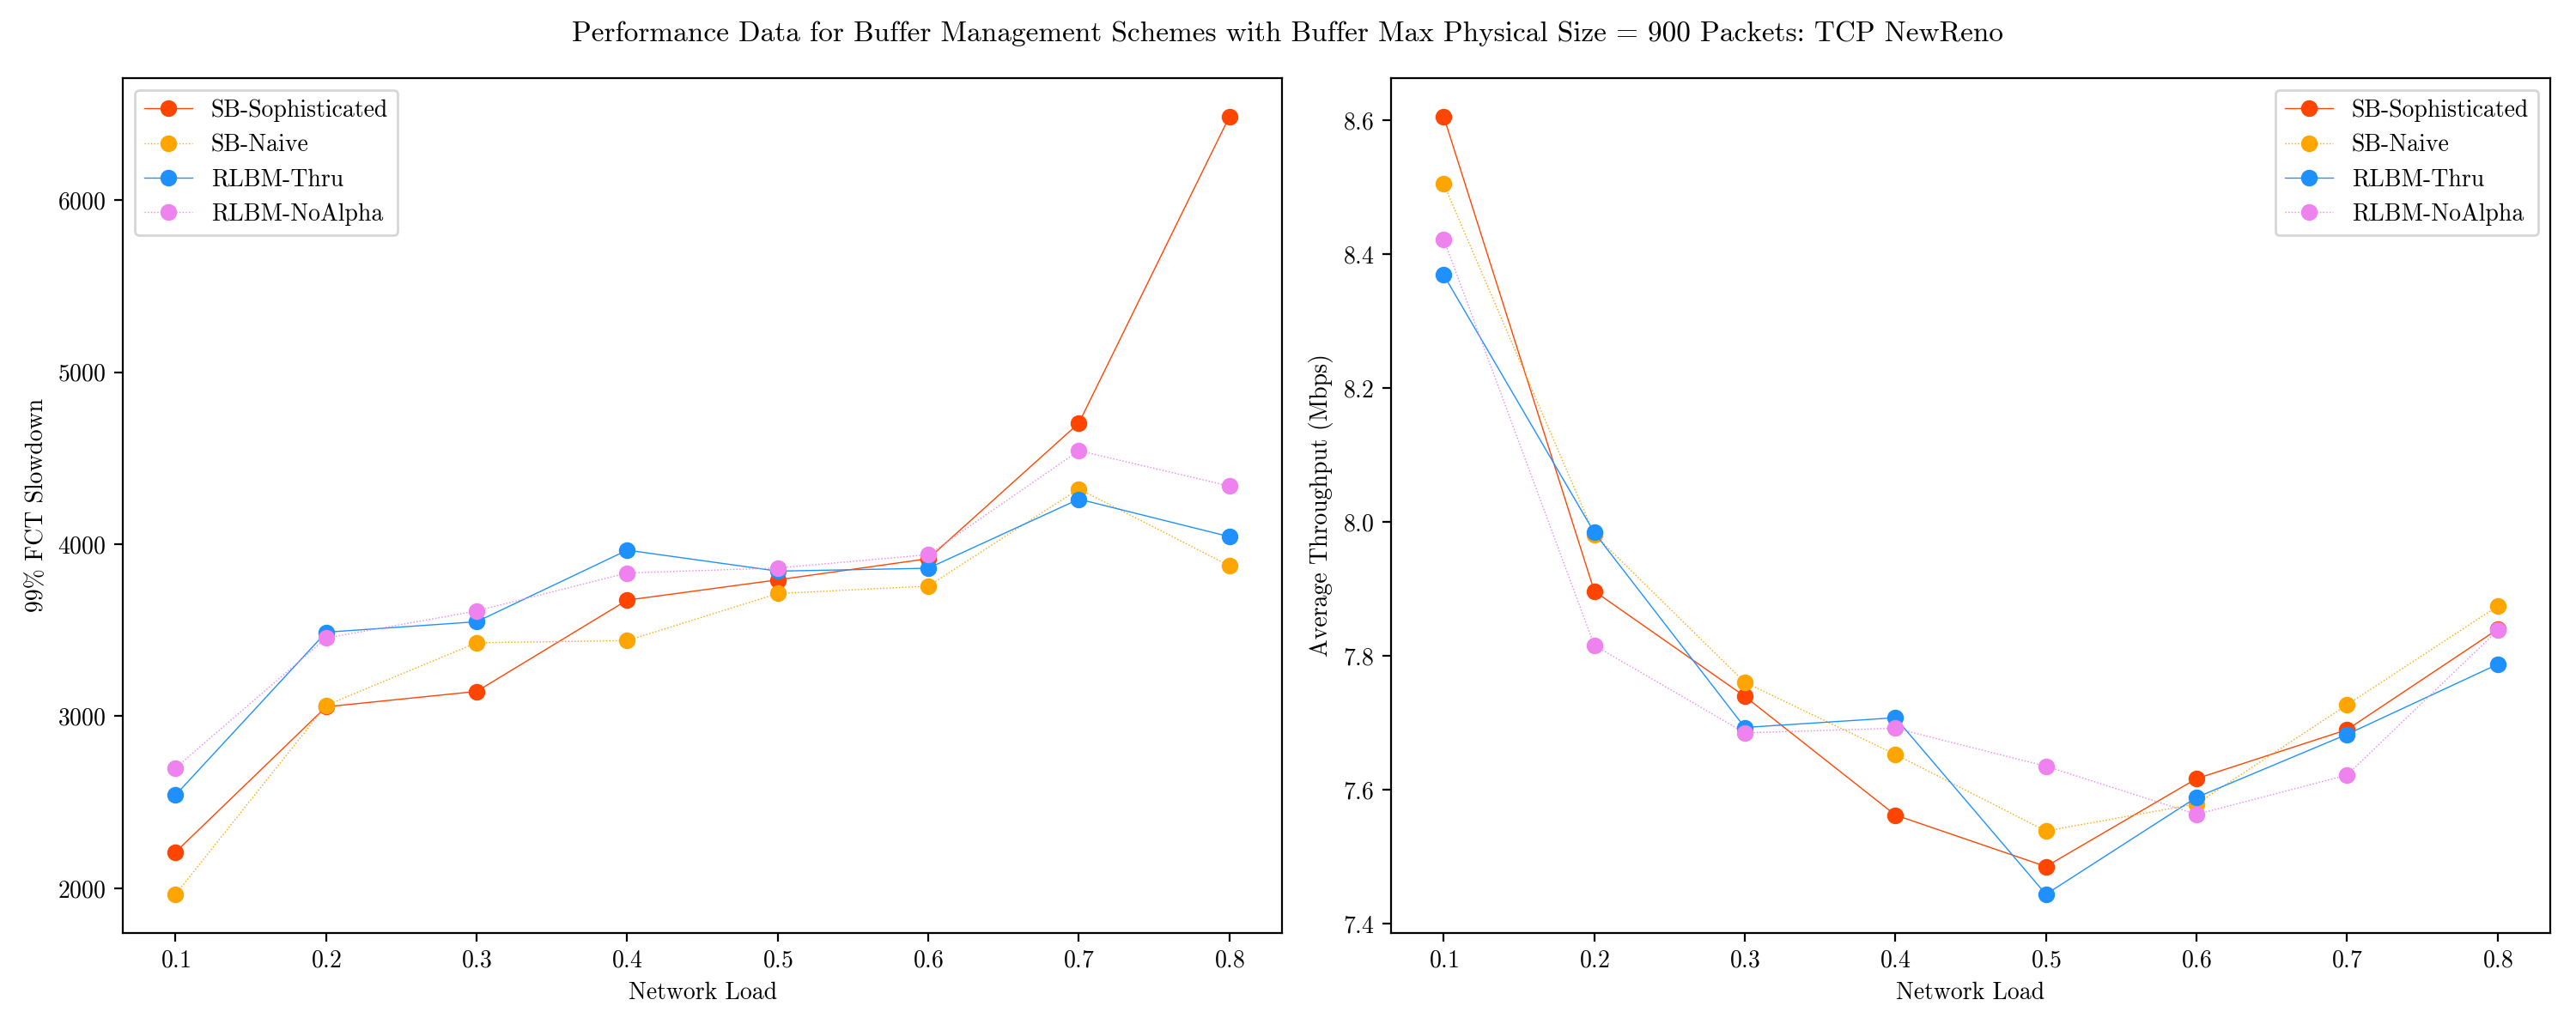 Performance Data for Buffer Management Schemes with Buffer Max Physical Size = 900 Packets: TCP NewReno
SB-Sophisticated
SB-Naive
RLBM-Thru
RLBM-NoAlpha
99% FCT Slowdown
6000
5000
4000
3000
2000
0.1 0.2 0.3 0.4 0.5 0.6 0.7 0.8
Network Load
SB-Sophisticated
SB-Naive
RLBM-Thru
RLBM-NoAlpha
Average Throughput (Mbps)
8.6
8.4
8.2
8.0
7.8
7.6
7.4
0.1 0.2 0.3 0.4 0.5 0.6 0.7 0.8
Network Load